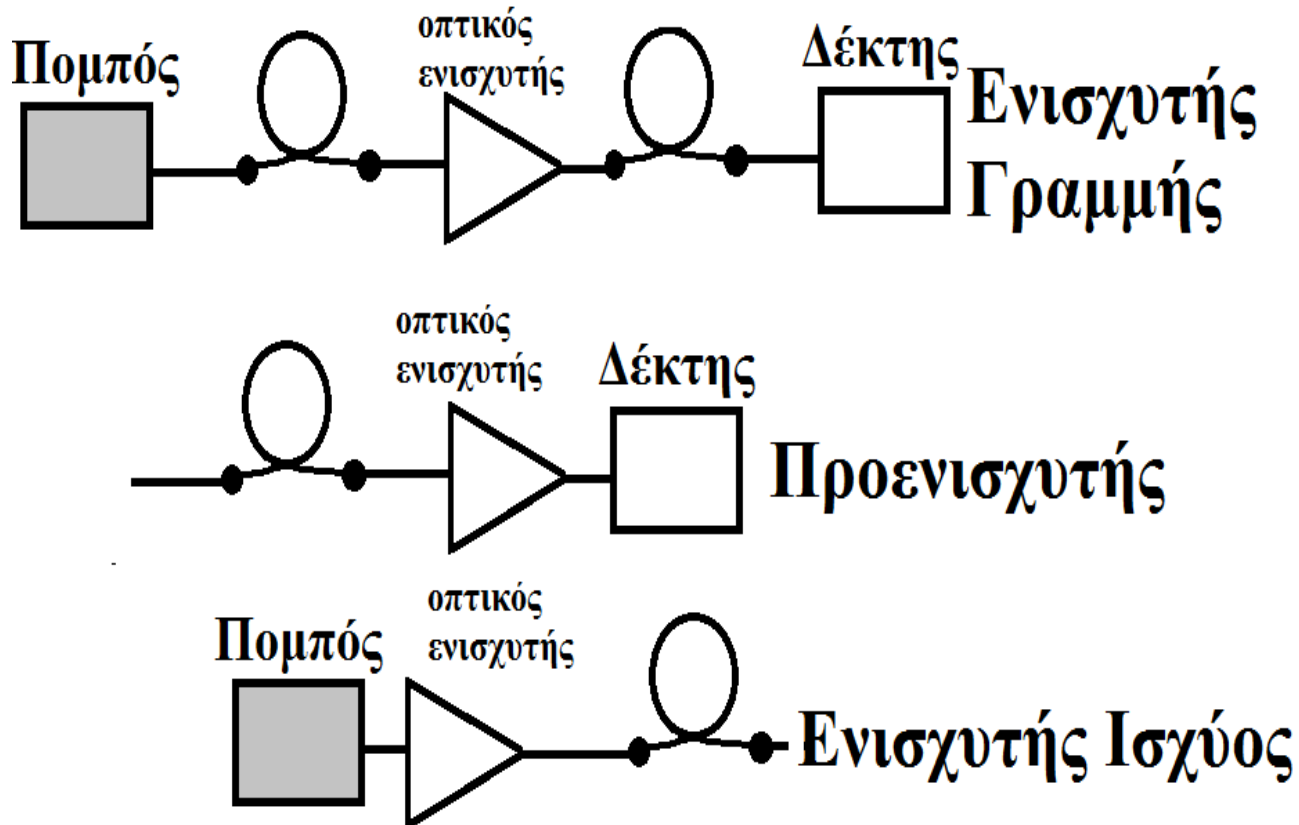 Πομπός
οπτικός
ενισχυτής
Δέκτης
Ενισχυτής
Γραμμής
οπτικός
ενισχυτής
Δέκτης
Προενισχυτής
Πομπός
οπτικός
ενισχυτής
Ενισχυτής Ισχύος